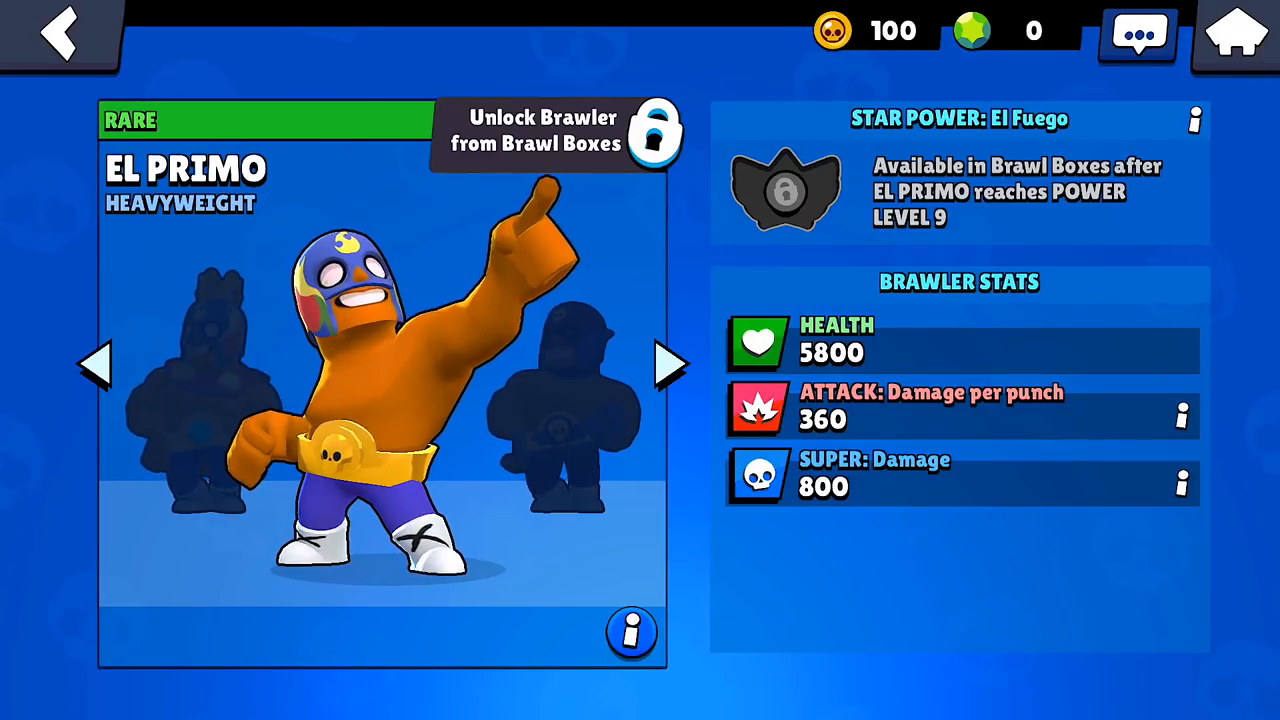 100
0
RARE
Unlock Brawler
from Brawl Boxes
EL PRIMO
HEAVYWEIGHT
STAR POWER: El Fuego
Available in Brawl Boxes after
EL PRIMO reaches POWER
LEVEL 9
BRAWLER STATS
HEALTH
5800
ATTACK: Damage per punch
360
SUPER: Damage
800